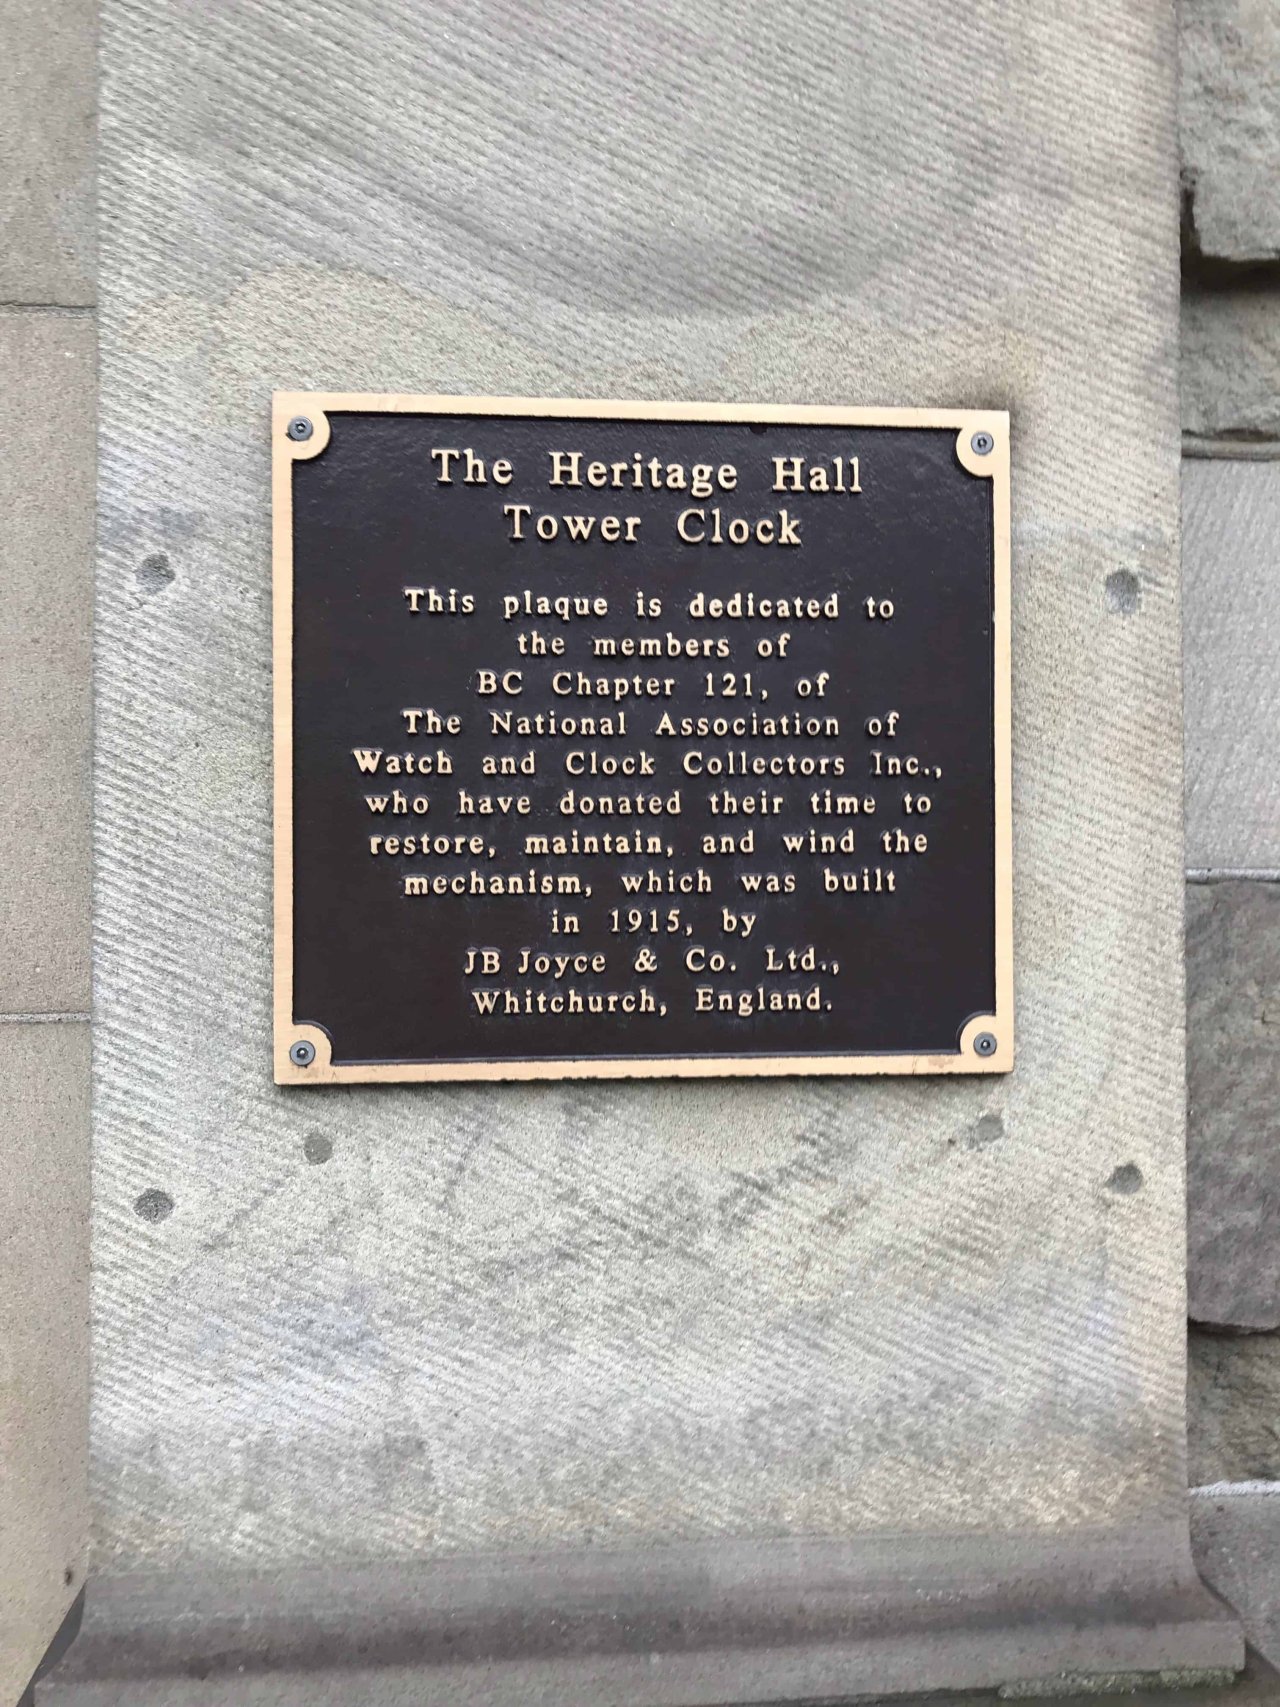 The Heritage Hall
Tower Clock
This plaque is dedicated to
the members of
BC Chapter 121, of
The National Association of
Watch and Clock Collectors Inc.,
who have donated their time to
restore, maintain, and wind the
mechanism, which was built
in 1915, by
JB Joyce & Co. Ltd.,
Whitchurch, England.